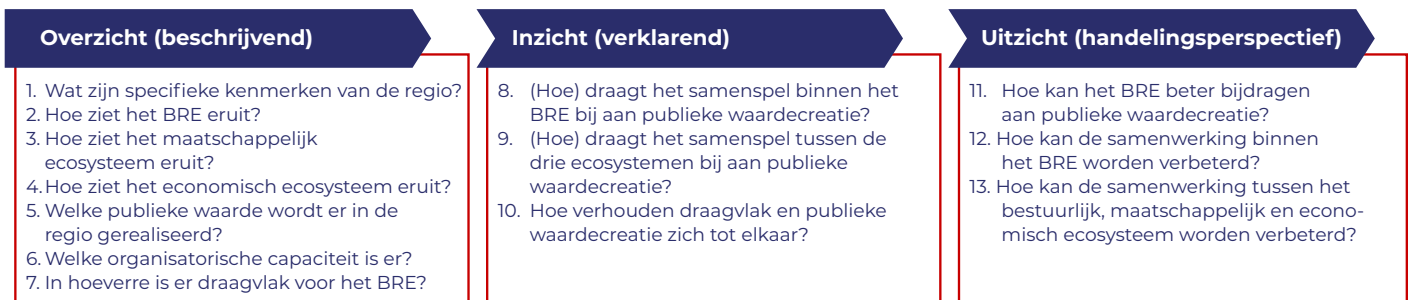 Overzicht (beschrijvend)
1. Wat zijn specifieke kenmerken van de regio?
2. Hoe ziet het BRE eruit?
3. Hoe ziet het maatschappelijk
ecosysteem eruit?
4. Hoe ziet het economisch ecosysteem eruit?
5. Welke publieke waarde wordt er in de
regio gerealiseerd?
6. Welke organisatorische capaciteit is er?
7. In hoeverre is er draagvlak voor het BRE?
Inzicht (verklarend)
8. (Hoe) draagt het samenspel binnen het
BRE bij aan publieke waardecreatie?
9. (Hoe) draagt het samenspel tussen de
drie ecosystemen bij aan publieke
waardecreatie?
10. Hoe verhouden draagvlak en publieke
waardecreatie zich tot elkaar?
Uitzicht (handelingsperspectief)
11. Hoe kan het BRE beter bijdragen
aan publieke waardecreatie?
12. Hoe kan de samenwerking binnen
het BRE worden verbeterd?
13. Hoe kan de samenwerking tussen het
bestuurlijk, maatschappelijk en econo-
misch ecosysteem worden verbeterd?